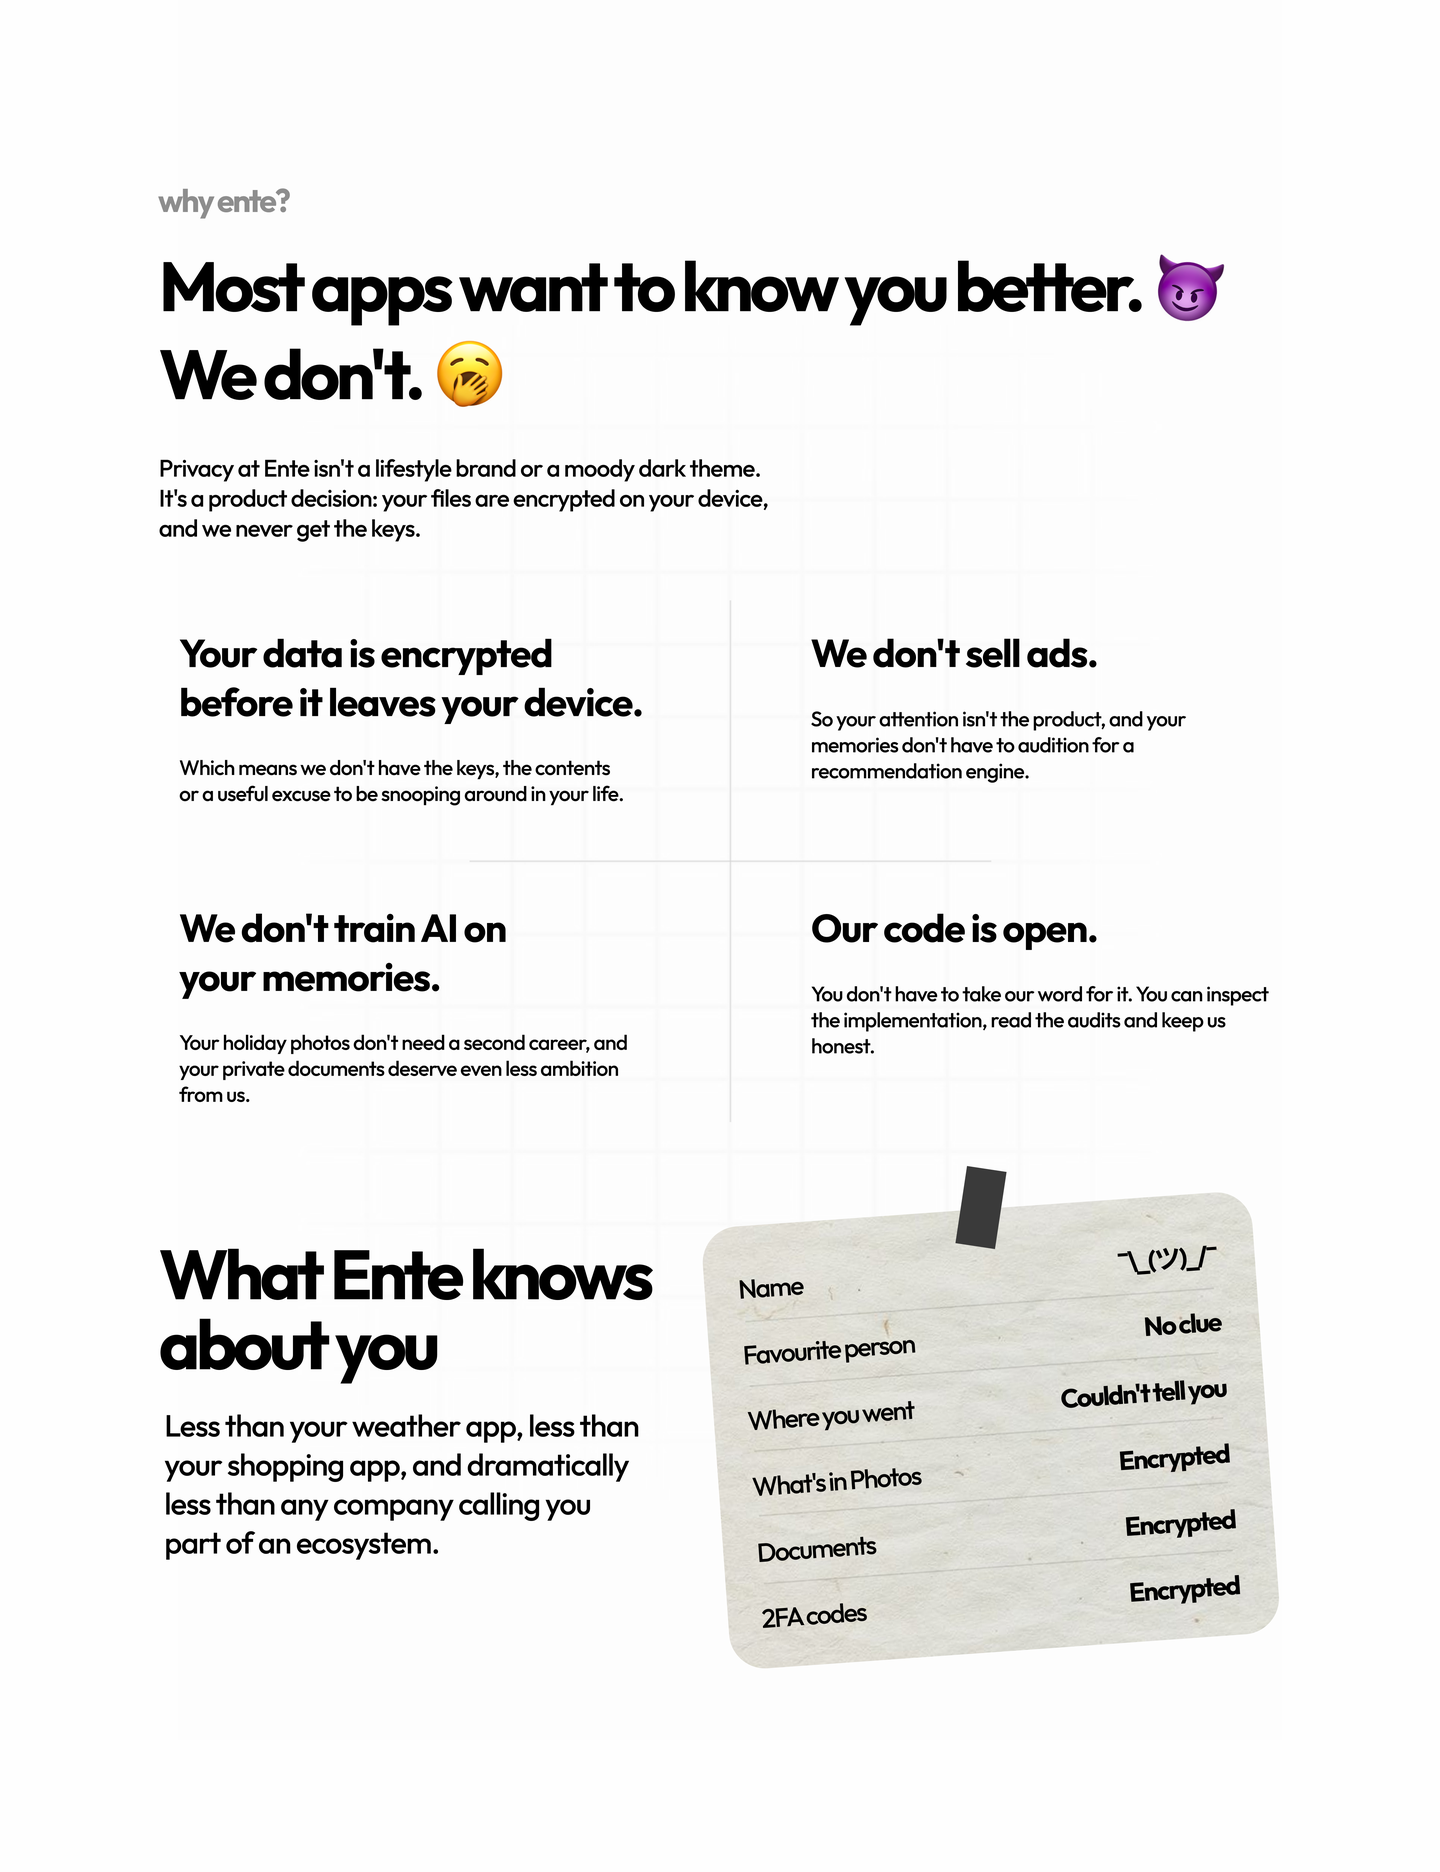 why ente?
Most apps want to know you better. 😈
We don't. 🥱
Privacy at Ente isn't a lifestyle brand or a moody dark theme.
It's a product decision: your files are encrypted on your device,
and we never get the keys.
Your data is encrypted
before it leaves your device.
Which means we don't have the keys, the contents
or a useful excuse to be snooping around in your life.
We don't sell ads.
So your attention isn't the product, and your
memories don't have to audition for a
recommendation engine.
We don't train AI on
your memories.
Your holiday photos don't need a second career, and
your private documents deserve even less ambition
from us.
Our code is open.
You don't have to take our word for it. You can inspect
the implementation, read the audits and keep us
honest.
What Ente knows
about you
Less than your weather app, less than
your shopping app, and dramatically
less than any company calling you
part of an ecosystem.
Name ¯\_(ツ)_/¯
Favourite person No clue
Where you went Couldn't tell you
What's in Photos Encrypted
Documents Encrypted
2FA codes Encrypted